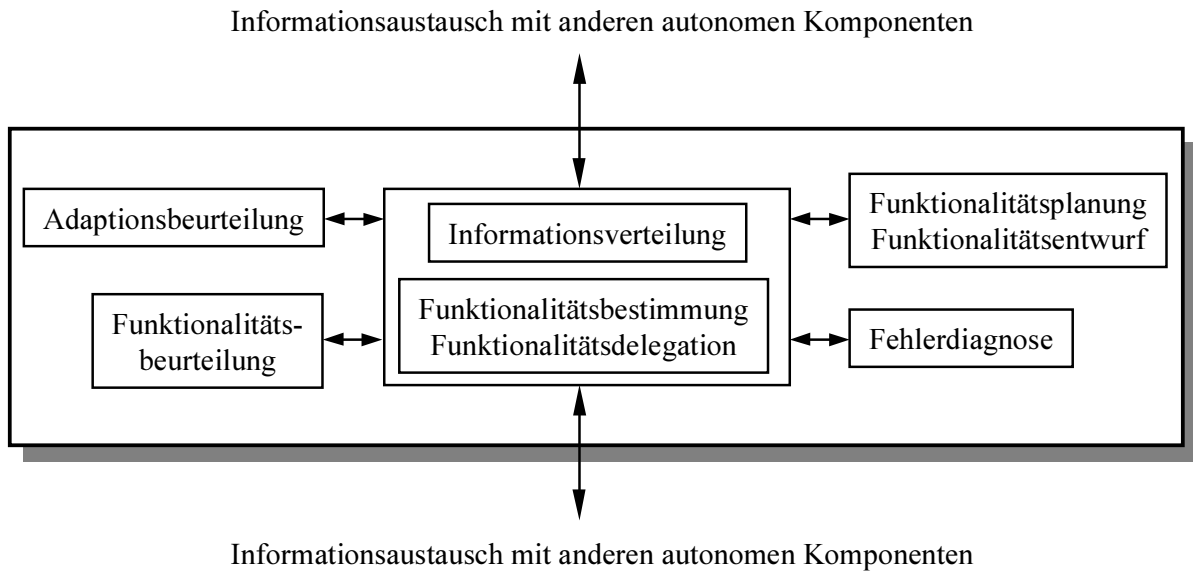 Informationsaustausch mit anderen autonomen Komponenten
Adaptionsbeurteilung
Funktionalitäts-
beurteilung
Informationsverteilung
Funktionalitätsbestimmung
Funktionalitätsdelegation
Funktionalitätsplanung
Funktionalitätsentwurf
Fehlerdiagnose
Informationsaustausch mit anderen autonomen Komponenten